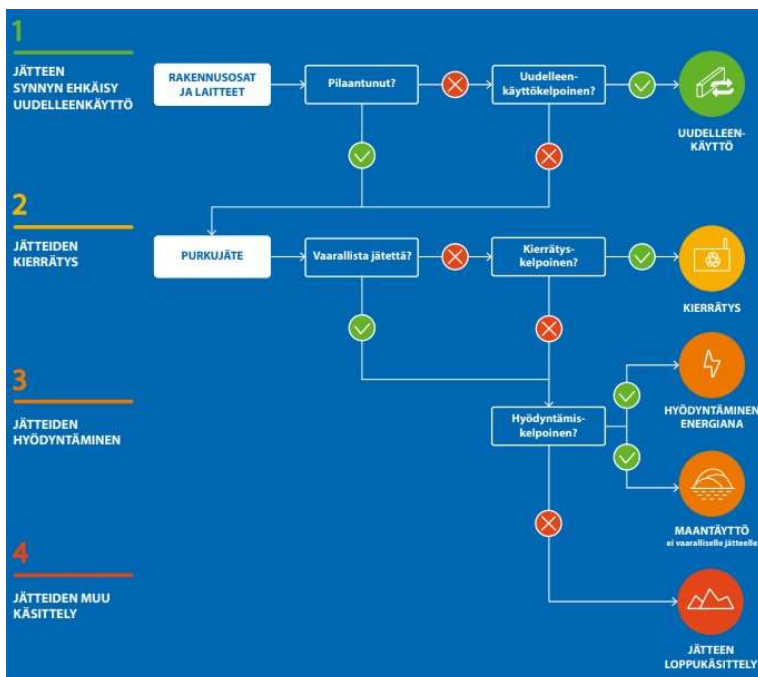 1
JÄTTEEN
SYNNYN EHKÄISY
UUDELLEENKÄYTTÖ
RAKENNUSOSAT
JA LAITTEET
Pilaantunut?
Uudelleen-
käyttökelpoinen?
UUDELLEEN-
KÄYTTÖ
2
JÄTTEIDEN
KIERRÄTYS
PURKUJÄTE
Vaarallista jätettä?
Kierrätys-
kelpoinen?
KIERRÄTYS
3
JÄTTEIDEN
HYÖDYNTÄMINEN
Hyödyntämis-
kelpoinen?
HYÖDYNTÄMINEN
ENERGIANA
MAANTÄYTTÖ
ei vaaralliselle jätteelle
4
JÄTTEIDEN MUU
KÄSITTELY
JÄTTEEN
LOPPUKÄSITTELY